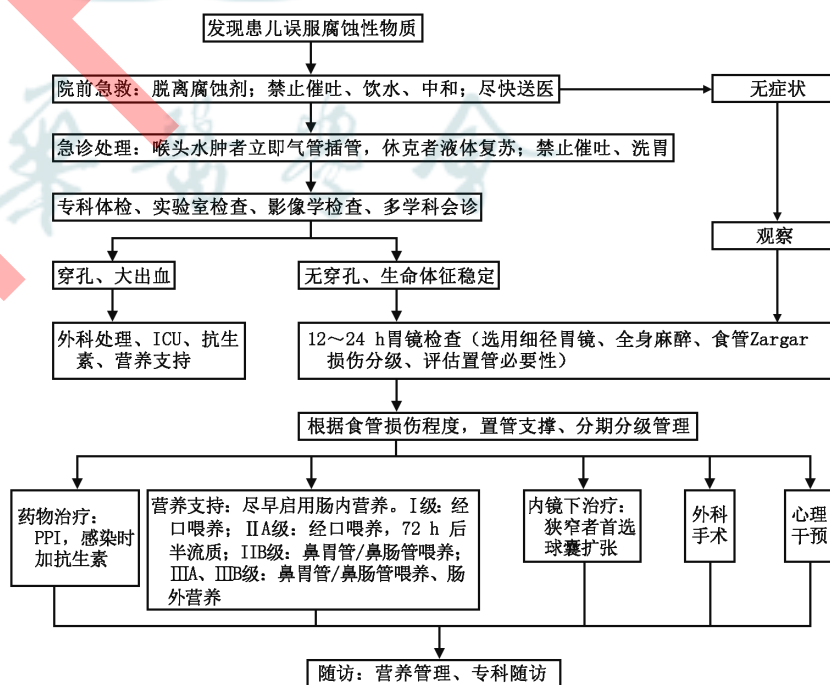 发现患儿误服腐蚀性物质
院前急救：脱离腐蚀剂；禁止催吐、饮水、中和；尽快送医
无症状
急诊处理：喉头水肿者立即气管插管，休克者液体复苏；禁止催吐、洗胃
专科体检、实验室检查、影像学检查、多学科会诊
观察
穿孔、大出血
无穿孔、生命体征稳定
外科处理、ICU、抗生
素、营养支持
12～24 h胃镜检查（选用细径胃镜、全身麻醉、食管Zargar
损伤分级、评估置管必要性）
根据食管损伤程度，置管支撑、分期分级管理
药物治疗：
PPI，感染时
加抗生素
营养支持：尽早启用肠内营养。I级：经
口喂养；ⅡA级：经口喂养，72 h 后
半流质；IIB级：鼻胃管/鼻肠管喂养；
ⅢA、ⅢB级：鼻胃管/鼻肠管喂养、肠
外营养
内镜下治疗：
狭窄者首选
球囊扩张
外科
手术
心理
干预
随访：营养管理、专科随访